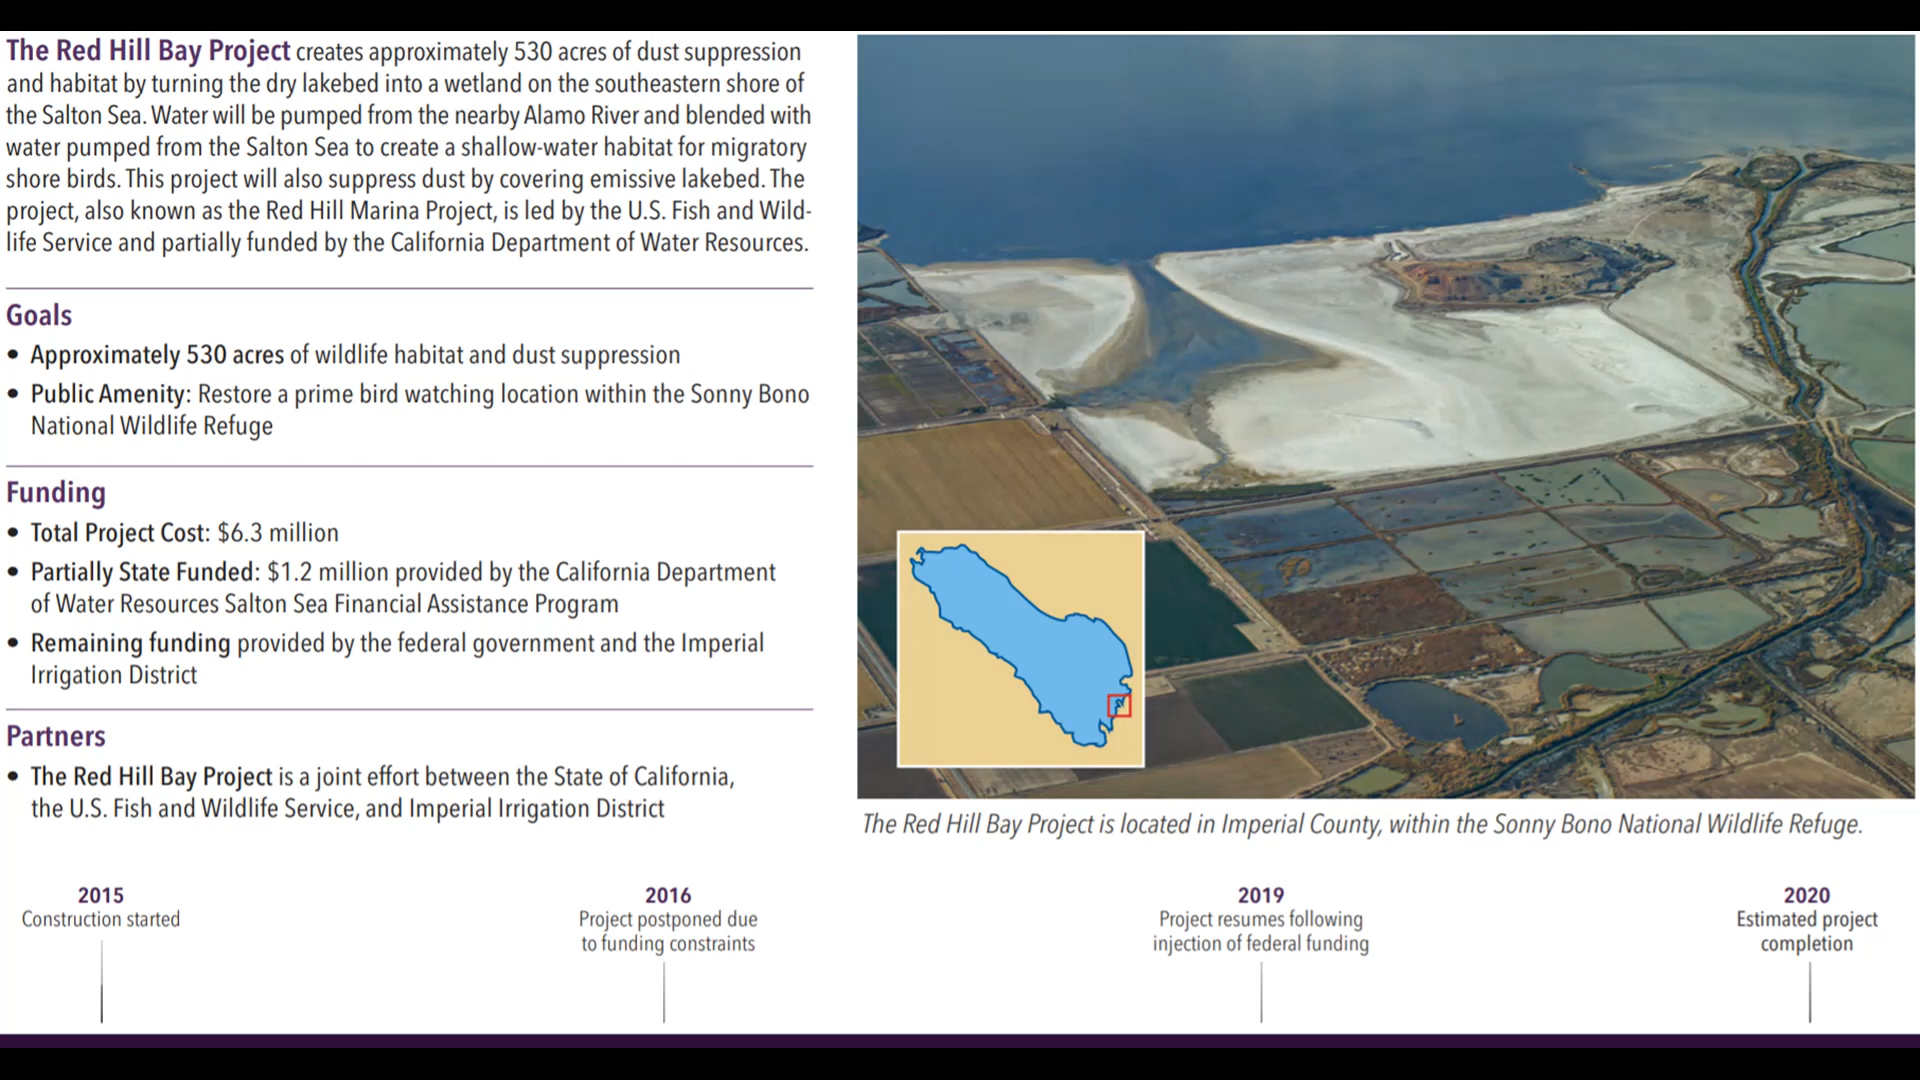 The Red Hill Bay Project creates approximately 530 acres of dust suppression
and habitat by turning the dry lakebed into a wetland on the southeastern shore of
the Salton Sea. Water will be pumped from the nearby Alamo River and blended with
water pumped from the Salton Sea to create a shallow-water habitat for migratory
shore birds. This project will also suppress dust by covering emissive lakebed. The
project, also known as the Red Hill Marina Project, is led by the U.S. Fish and Wild-
life Service and partially funded by the California Department of Water Resources.
Goals
• Approximately 530 acres of wildlife habitat and dust suppression
• Public Amenity: Restore a prime bird watching location within the Sonny Bono
National Wildlife Refuge
Funding
• Total Project Cost: $6.3 million
• Partially State Funded: $1.2 million provided by the California Department
of Water Resources Salton Sea Financial Assistance Program
• Remaining funding provided by the federal government and the Imperial
Irrigation District
Partners
• The Red Hill Bay Project is a joint effort between the State of California,
the U.S. Fish and Wildlife Service, and Imperial Irrigation District
The Red Hill Bay Project is located in Imperial County, within the Sonny Bono National Wildlife Refuge.
2015
Construction started
2016
Project postponed due
to funding constraints
2019
Project resumes following
injection of federal funding
2020
Estimated project
completion